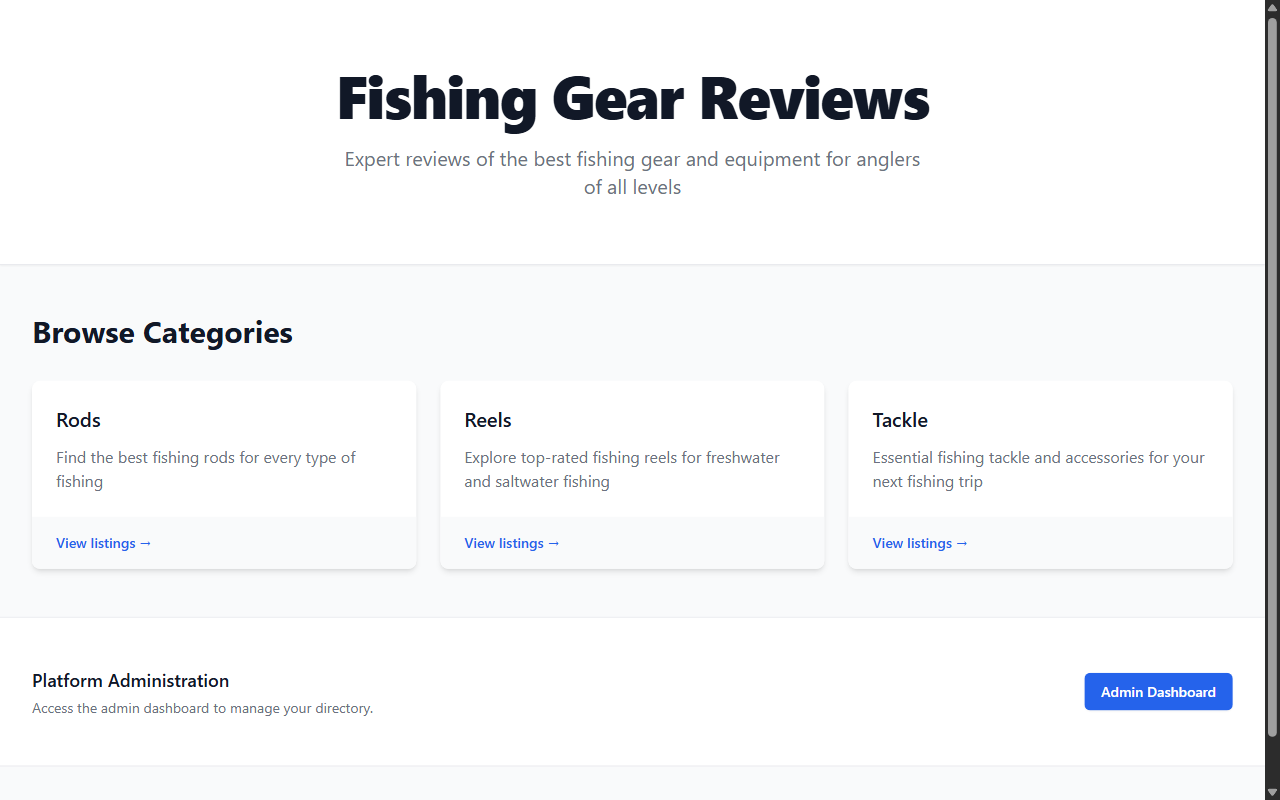 Fishing Gear Reviews
Expert reviews of the best fishing gear and equipment for anglers
of all levels
Browse Categories
Rods
Find the best fishing rods for every type of
fishing
View listings →
Reels
Explore top-rated fishing reels for freshwater
and saltwater fishing
View listings →
Tackle
Essential fishing tackle and accessories for your
next fishing trip
View listings →
Platform Administration
Access the admin dashboard to manage your directory.
Admin Dashboard